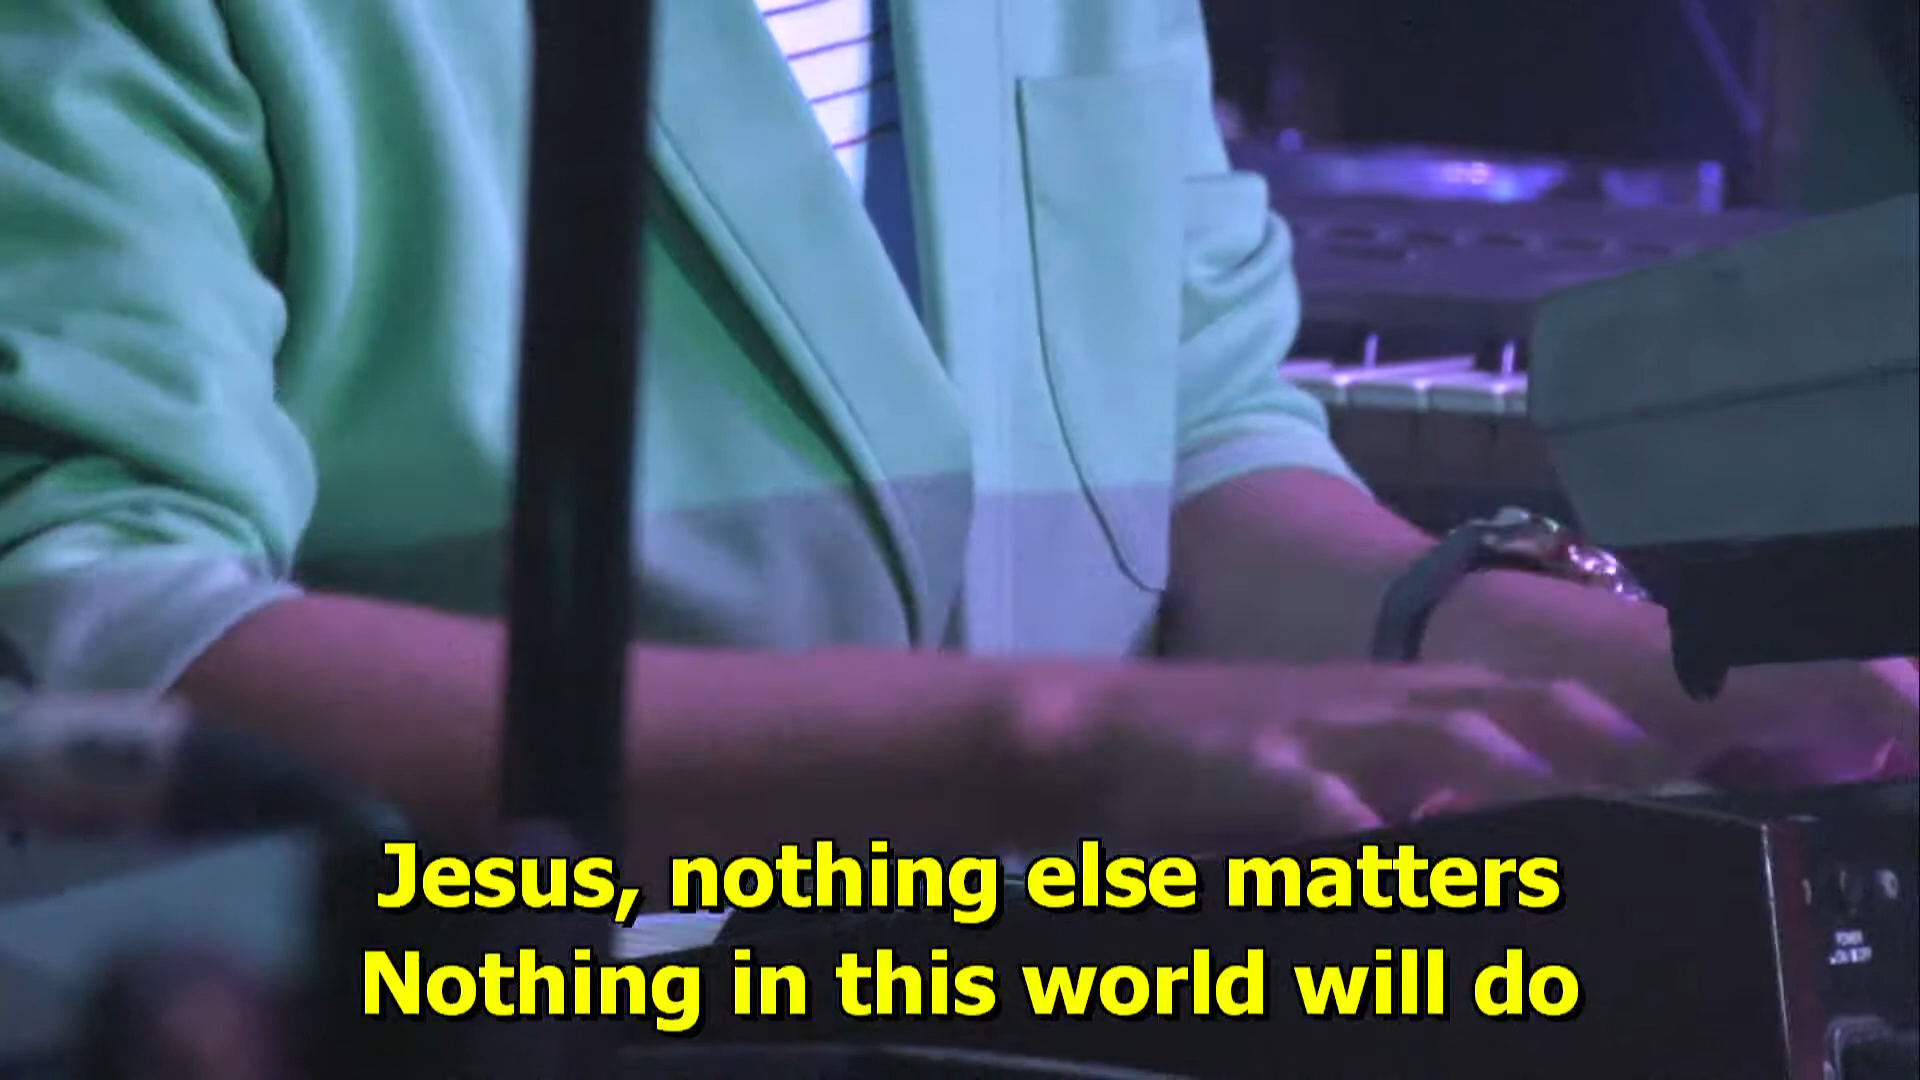 Jesus, nothing else matters
Nothing in this world will do